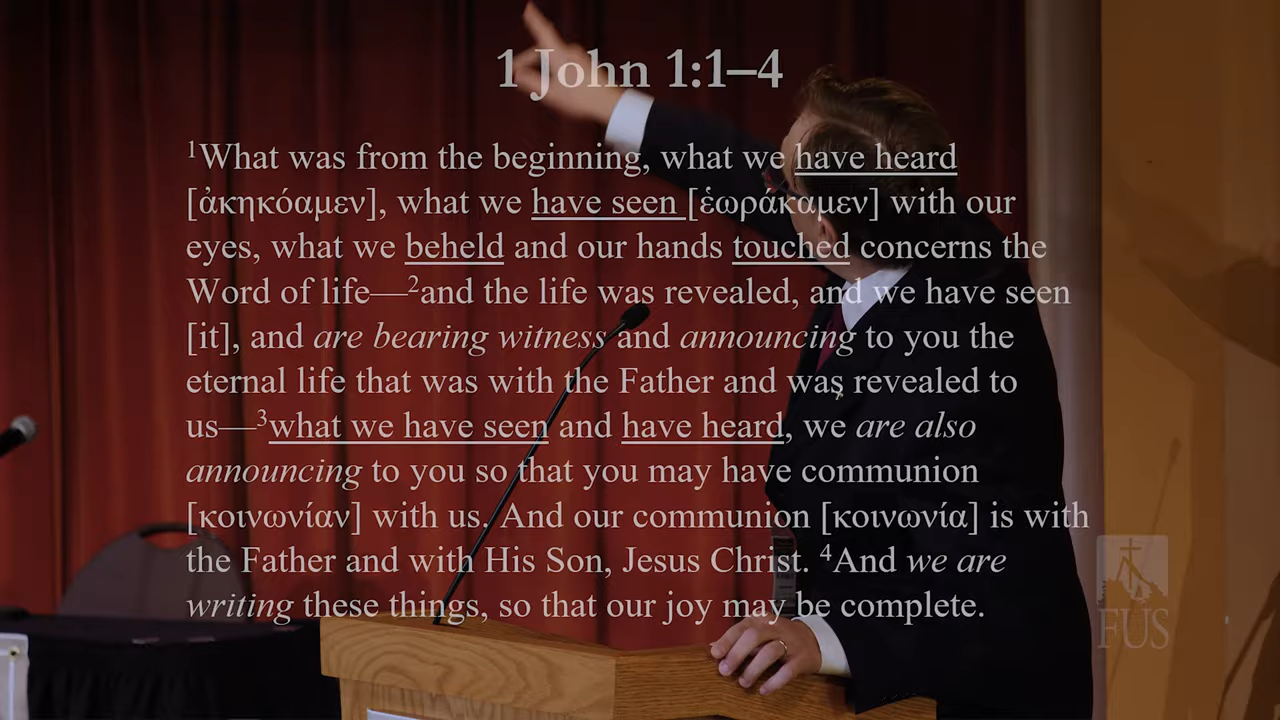 1 John 1:1–4
¹What was from the beginning, what we have heard
[ἀκηκόαμεν], what we have seen [ἑωράκαμεν] with our
eyes, what we beheld and our hands touched concerns the
Word of life—²and the life was revealed, and we have seen
[it], and are bearing witness and announcing to you the
eternal life that was with the Father and was revealed to
us—³what we have seen and have heard, we are also
announcing to you so that you may have communion
[κοινωνίαν] with us. And our communion [κοινωνία] is with
the Father and with His Son, Jesus Christ. ⁴And we are
writing these things, so that our joy may be complete.
FUS